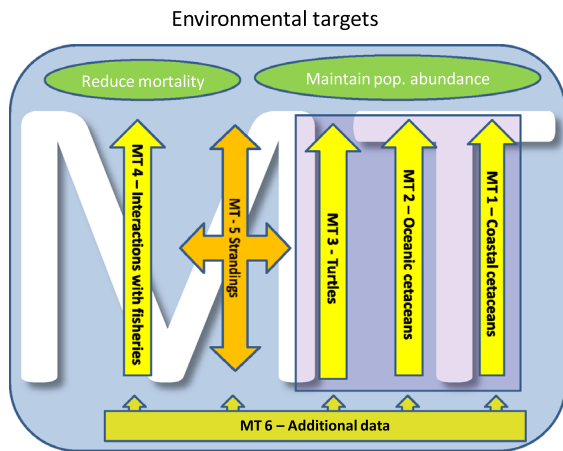 Environmental targets
Reduce mortality
Maintain pop. abundance
MT 4 – Interactions with fisheries
MT - 5 Strandings
MT 3 - Turtles
MT 2 – Oceanic cetaceans
MT 1 – Coastal cetaceans
MT 6 – Additional data
MTT